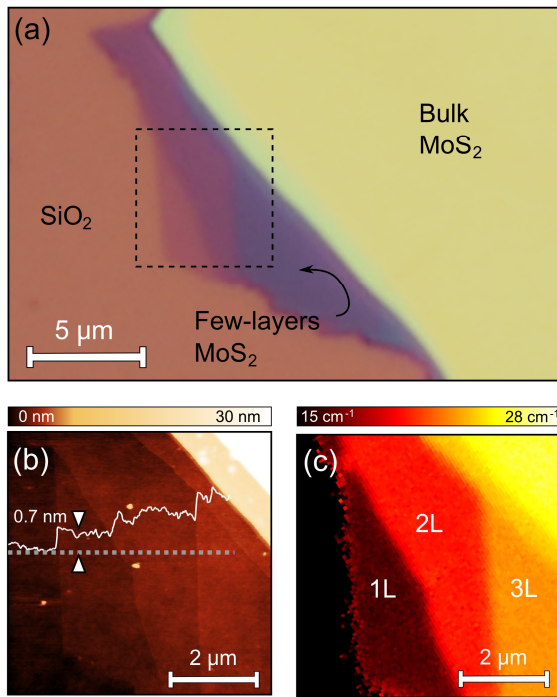 (a)
Bulk
MoS₂
SiO₂
5 μm
Few-layers
MoS₂
0 nm 30 nm
15 cm⁻¹ 28 cm⁻¹
(b)
(c)
0.7 nm
2L
1L
3L
2 μm
2 μm